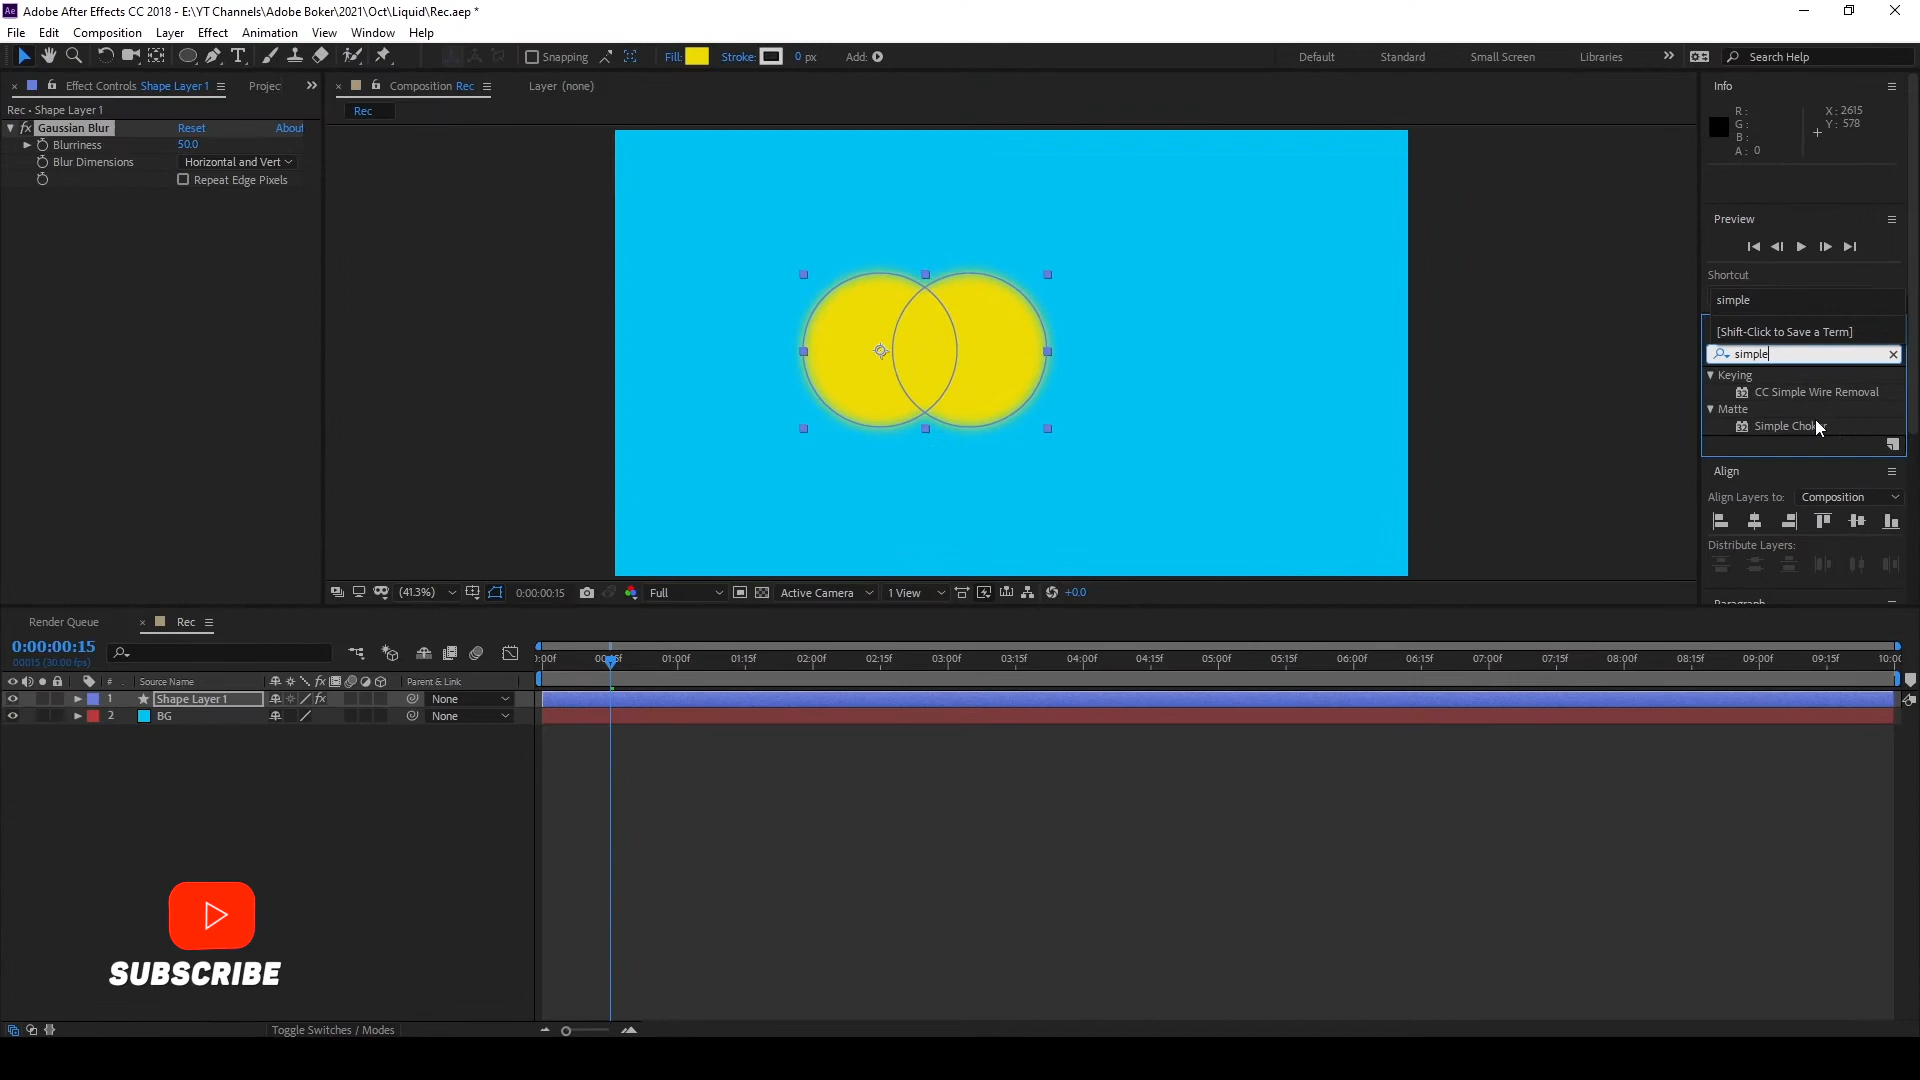 Adobe After Effects CC 2018 - E:\YT Channels\Adobe Boker\2021\Oct\Liquid\Rec.aep *
File Edit Composition Layer Effect Animation View Window Help
Snapping Fill: Stroke: 0 px Add: Default Standard Small Screen Libraries Search Help
Effect Controls Shape Layer 1 Projec
Composition Rec Layer (none)
Info
Rec • Shape Layer 1
Rec
R: X: 2615
G: Y: 578
B:
A: 0
fx Gaussian Blur Reset About
Blurriness 50.0
Blur Dimensions Horizontal and Vert
Repeat Edge Pixels
Preview
Shortcut
simple
[Shift-Click to Save a Term]
simple
Keying
CC Simple Wire Removal
Matte
Simple Chok
Align
Align Layers to: Composition
Distribute Layers:
(41.3%) 0:00:00:15 Full Active Camera 1 View +0.0
Render Queue Rec
0:00:00:15
00015 (30.00 fps)
:00f 01:00f 01:15f 02:00f 02:15f 03:00f 03:15f 04:00f 04:15f 05:00f 05:15f 06:00f 06:15f 07:00f 07:15f 08:00f 08:15f 09:00f 09:15f 10:00
# Source Name fx Parent & Link
1 Shape Layer 1 fx None
2 BG None
SUBSCRIBE
Toggle Switches / Modes